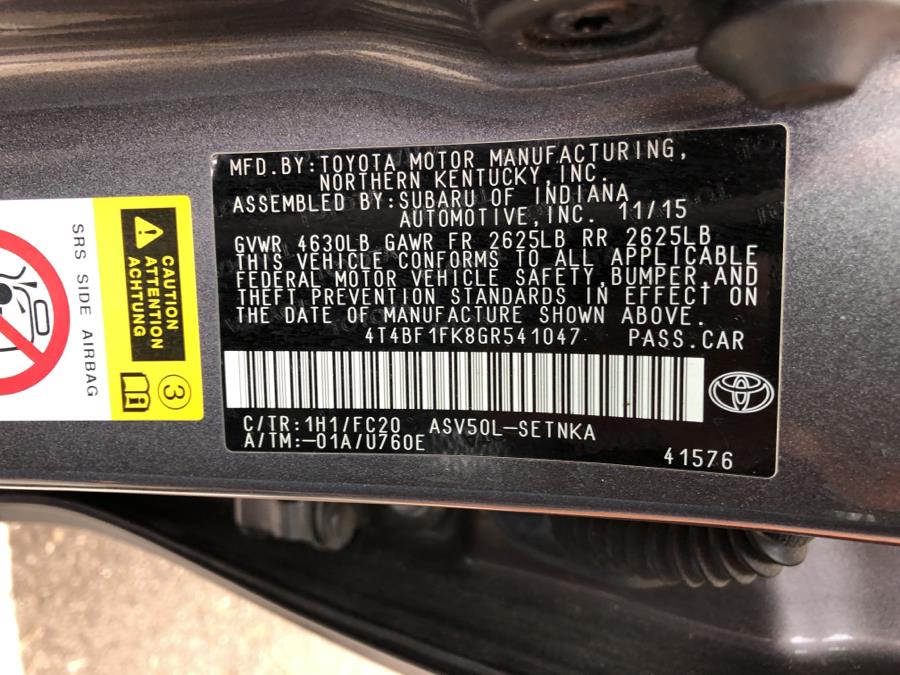 MFD.BY:TOYOTA MOTOR MANUFACTURING,
NORTHERN KENTUCKY,INC.
ASSEMBLED BY:SUBARU OF INDIANA
AUTOMOTIVE,INC. 11/15
GVWR 4630LB GAWR FR 2625LB RR 2625LB
THIS VEHICLE CONFORMS TO ALL APPLICABLE
FEDERAL MOTOR VEHICLE SAFETY,BUMPER,AND
THEFT PREVENTION STANDARDS IN EFFECT ON
THE DATE OF MANUFACTURE SHOWN ABOVE.
4T4BF1FK8GR541047 PASS.CAR
C/TR:1H1/FC20 ASV50L-SETNKA
A/TM:-01A/U760E
41576
CAUTION
ATTENTION
ACHTUNG
SRS SIDE AIRBAG
3